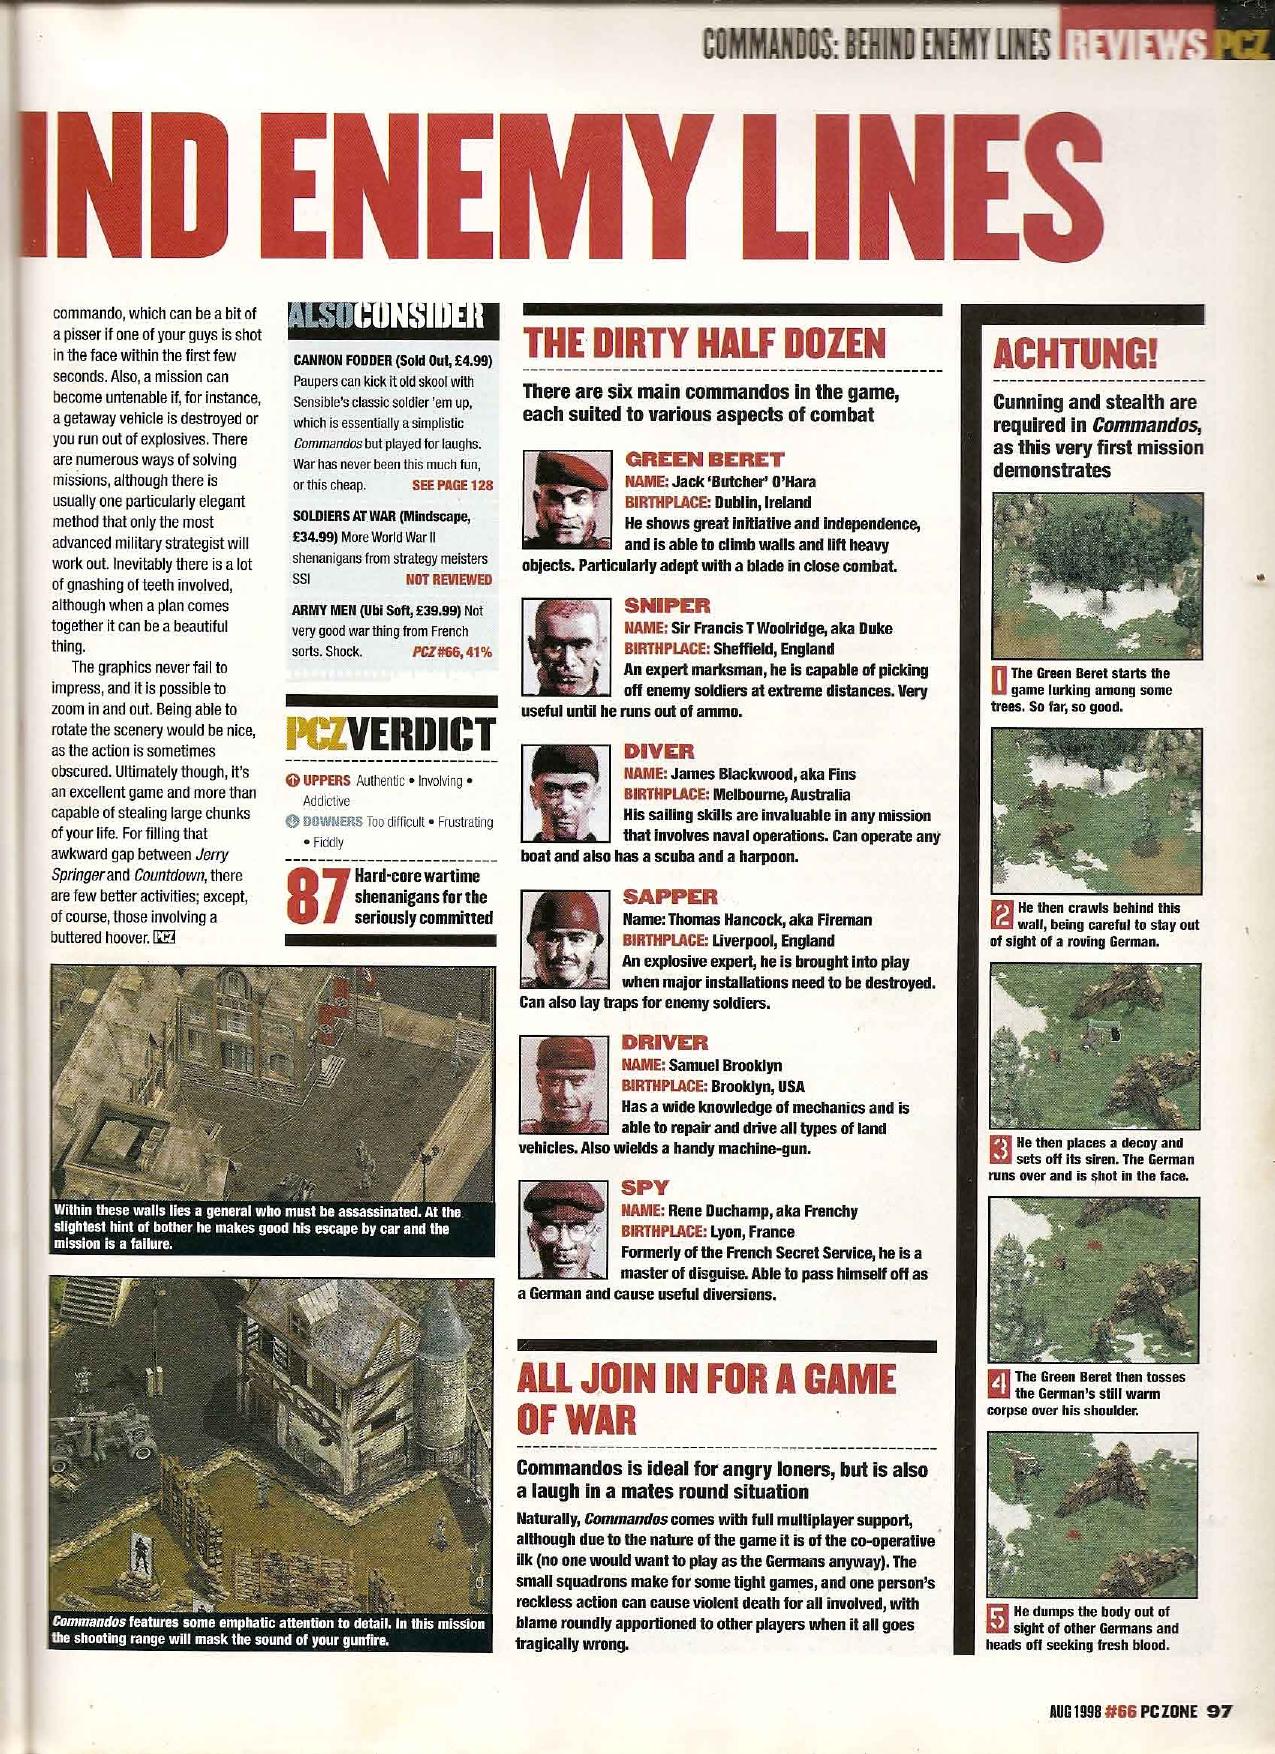 COMMANDOS: BEHIND ENEMY LINES REVIEWS PCZ
IND ENEMY LINES
commando, which can be a bit of
a pisser if one of your guys is shot
in the face within the first few
seconds. Also, a mission can
become untenable if, for instance,
a getaway vehicle is destroyed or
you run out of explosives. There
are numerous ways of solving
missions, although there is
usually one particularly elegant
method that only the most
advanced military strategist will
work out. Inevitably there is a lot
of gnashing of teeth involved,
although when a plan comes
together it can be a beautiful
thing.
The graphics never fail to
impress, and it is possible to
zoom in and out. Being able to
rotate the scenery would be nice,
as the action is sometimes
obscured. Ultimately though, it's
an excellent game and more than
capable of stealing large chunks
of your life. For filling that
awkward gap between Jerry
Springer and Countdown, there
are few better activities; except,
of course, those involving a
buttered hoover. PCZ
ALSO CONSIDER
CANNON FODDER (Sold Out, £4.99)
Paupers can kick it old skool with
Sensible's classic soldier 'em up,
which is essentially a simplistic
Commandos but played for laughs.
War has never been this much fun,
or this cheap. SEE PAGE 128
SOLDIERS AT WAR (Mindscape,
£34.99) More World War II
shenanigans from strategy meisters
SSI NOT REVIEWED
ARMY MEN (Ubi Soft, £39.99) Not
very good war thing from French
sorts. Shock. PCZ #66, 41%
PCZ VERDICT
UPPERS Authentic • Involving •
Addictive
DOWNERS Too difficult • Frustrating
• Fiddly
87 Hard-core wartime
shenanigans for the
seriously committed
Within these walls lies a general who must be assassinated. At the
slightest hint of bother he makes good his escape by car and the
mission is a failure.
Commandos features some emphatic attention to detail. In this mission
the shooting range will mask the sound of your gunfire.
THE DIRTY HALF DOZEN
There are six main commandos in the game,
each suited to various aspects of combat
GREEN BERET
NAME: Jack 'Butcher' O'Hara
BIRTHPLACE: Dublin, Ireland
He shows great initiative and independence,
and is able to climb walls and lift heavy
objects. Particularly adept with a blade in close combat.
SNIPER
NAME: Sir Francis T Woolridge, aka Duke
BIRTHPLACE: Sheffield, England
An expert marksman, he is capable of picking
off enemy soldiers at extreme distances. Very
useful until he runs out of ammo.
DIVER
NAME: James Blackwood, aka Fins
BIRTHPLACE: Melbourne, Australia
His sailing skills are invaluable in any mission
that involves naval operations. Can operate any
boat and also has a scuba and a harpoon.
SAPPER
Name: Thomas Hancock, aka Fireman
BIRTHPLACE: Liverpool, England
An explosive expert, he is brought into play
when major installations need to be destroyed.
Can also lay traps for enemy soldiers.
DRIVER
NAME: Samuel Brooklyn
BIRTHPLACE: Brooklyn, USA
Has a wide knowledge of mechanics and is
able to repair and drive all types of land
vehicles. Also wields a handy machine-gun.
SPY
NAME: Rene Duchamp, aka Frenchy
BIRTHPLACE: Lyon, France
Formerly of the French Secret Service, he is a
master of disguise. Able to pass himself off as
a German and cause useful diversions.
ALL JOIN IN FOR A GAME
OF WAR
Commandos is ideal for angry loners, but is also
a laugh in a mates round situation
Naturally, Commandos comes with full multiplayer support,
although due to the nature of the game it is of the co-operative
ilk (no one would want to play as the Germans anyway). The
small squadrons make for some tight games, and one person's
reckless action can cause violent death for all involved, with
blame roundly apportioned to other players when it all goes
tragically wrong.
ACHTUNG!
Cunning and stealth are
required in Commandos,
as this very first mission
demonstrates
1 The Green Beret starts the
game lurking among some
trees. So far, so good.
2 He then crawls behind this
wall, being careful to stay out
of sight of a roving German.
3 He then places a decoy and
sets off its siren. The German
runs over and is shot in the face.
4 The Green Beret then tosses
the German's still warm
corpse over his shoulder.
5 He dumps the body out of
sight of other Germans and
heads off seeking fresh blood.
AUG 1998 #66 PC ZONE 97